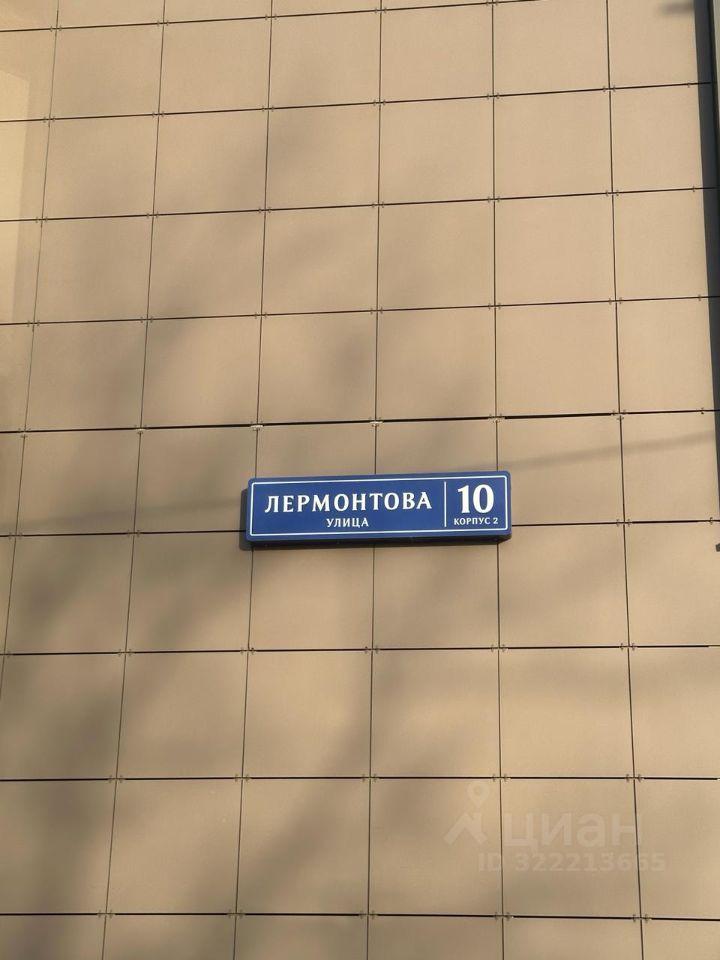 ЛЕРМОНТОВА
УЛИЦА
10
КОРПУС 2
циан
ID 322213665